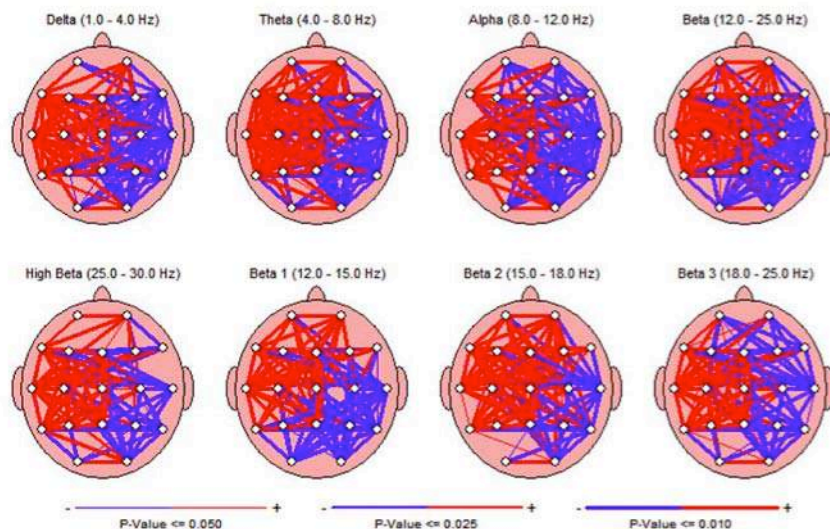 Delta (1.0 - 4.0 Hz) Theta (4.0 - 8.0 Hz) Alpha (8.0 - 12.0 Hz) Beta (12.0 - 25.0 Hz)
High Beta (25.0 - 30.0 Hz) Beta 1 (12.0 - 15.0 Hz) Beta 2 (15.0 - 18.0 Hz) Beta 3 (18.0 - 25.0 Hz)
- + - + - +
P-Value <= 0.050 P-Value <= 0.025 P-Value <= 0.010